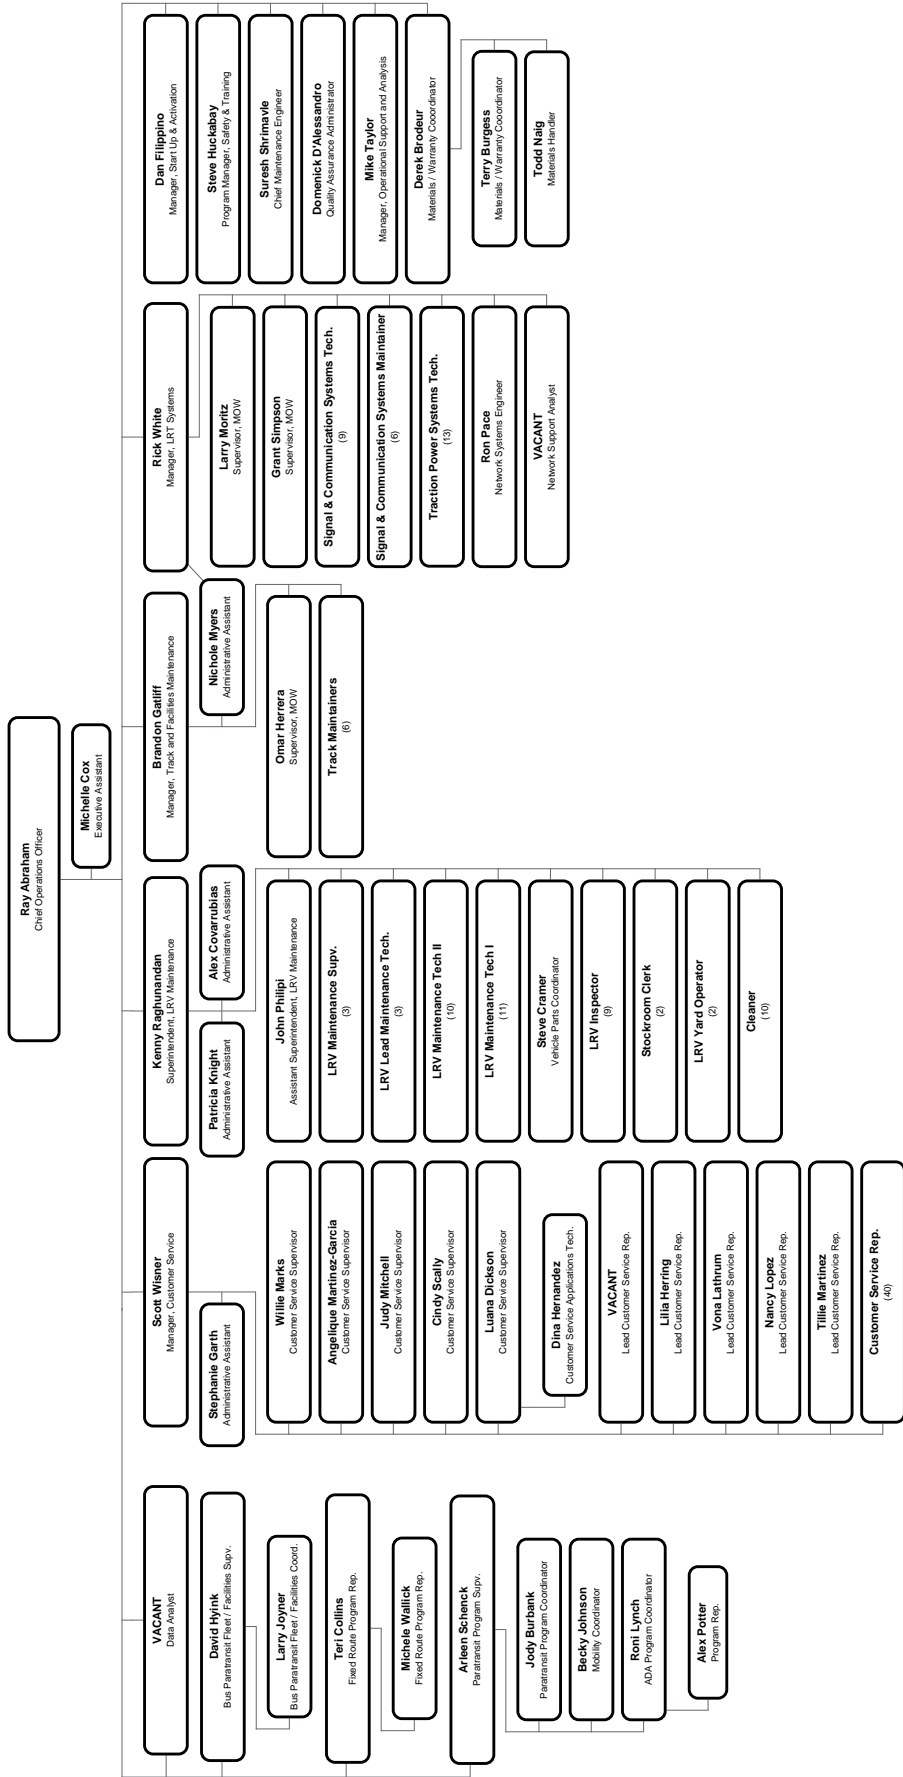 Ray Abraham
Chief Operations Officer
Michelle Cox
Executive Assistant
VACANT
Data Analyst
David Hyink
Bus Paratransit Fleet / Facilities Supv.
Larry Joyner
Bus Paratransit Fleet / Facilities Coord.
Teri Collins
Fixed Route Program Rep.
Michele Wallick
Fixed Route Program Rep.
Arleen Schenck
Paratransit Program Supv.
Jody Burbank
Paratransit Program Coordinator
Becky Johnson
Mobility Coordinator
Roni Lynch
ADA Program Coordinator
Alex Potter
Program Rep.
Scott Wisner
Manager, Customer Service
Stephanie Garth
Administrative Assistant
Willie Marks
Customer Service Supervisor
Angelique Martinez-Garcia
Customer Service Supervisor
Judy Mitchell
Customer Service Supervisor
Cindy Scally
Customer Service Supervisor
Luana Dickson
Customer Service Supervisor
Dina Hernandez
Customer Service Applications Tech.
VACANT
Lead Customer Service Rep.
Lilia Herring
Lead Customer Service Rep.
Vona Lathrum
Lead Customer Service Rep.
Nancy Lopez
Lead Customer Service Rep.
Tillie Martinez
Lead Customer Service Rep.
Customer Service Rep.
(40)
Kenny Raghunandan
Superintendent, LRV Maintenance
Patricia Knight
Administrative Assistant
Alex Covarrubias
Administrative Assistant
John Philipi
Assistant Superintendent, LRV Maintenance
LRV Maintenance Supv.
(3)
LRV Lead Maintenance Tech.
(3)
LRV Maintenance Tech II
(10)
LRV Maintenance Tech I
(11)
Steve Cramer
Vehicle Parts Coordinator
LRV Inspector
(9)
Stockroom Clerk
(2)
LRV Yard Operator
(2)
Cleaner
(10)
Brandon Gatliff
Manager, Track and Facilities Maintenance
Nichole Myers
Administrative Assistant
Omar Herrera
Supervisor, MOW
Track Maintainers
(6)
Rick White
Manager, LRT Systems
Larry Moritz
Supervisor, MOW
Grant Simpson
Supervisor, MOW
Signal & Communication Systems Tech.
(9)
Signal & Communication Systems Maintainer
(6)
Traction Power Systems Tech.
(13)
Ron Pace
Network Systems Engineer
VACANT
Network Support Analyst
Dan Filippino
Manager, Start Up & Activation
Steve Huckabay
Program Manager, Safety & Training
Suresh Shrimavle
Chief Maintenance Engineer
Domenick D'Alessandro
Quality Assurance Administrator
Mike Taylor
Manager, Operational Support and Analysis
Derek Brodeur
Materials / Warranty Cooordinator
Terry Burgess
Materials / Warranty Cooordinator
Todd Naig
Materials Handler